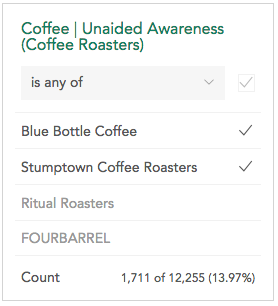 Coffee | Unaided Awareness
(Coffee Roasters)
is any of
Blue Bottle Coffee
Stumptown Coffee Roasters
Ritual Roasters
FOURBARREL
Count 1,711 of 12,255 (13.97%)